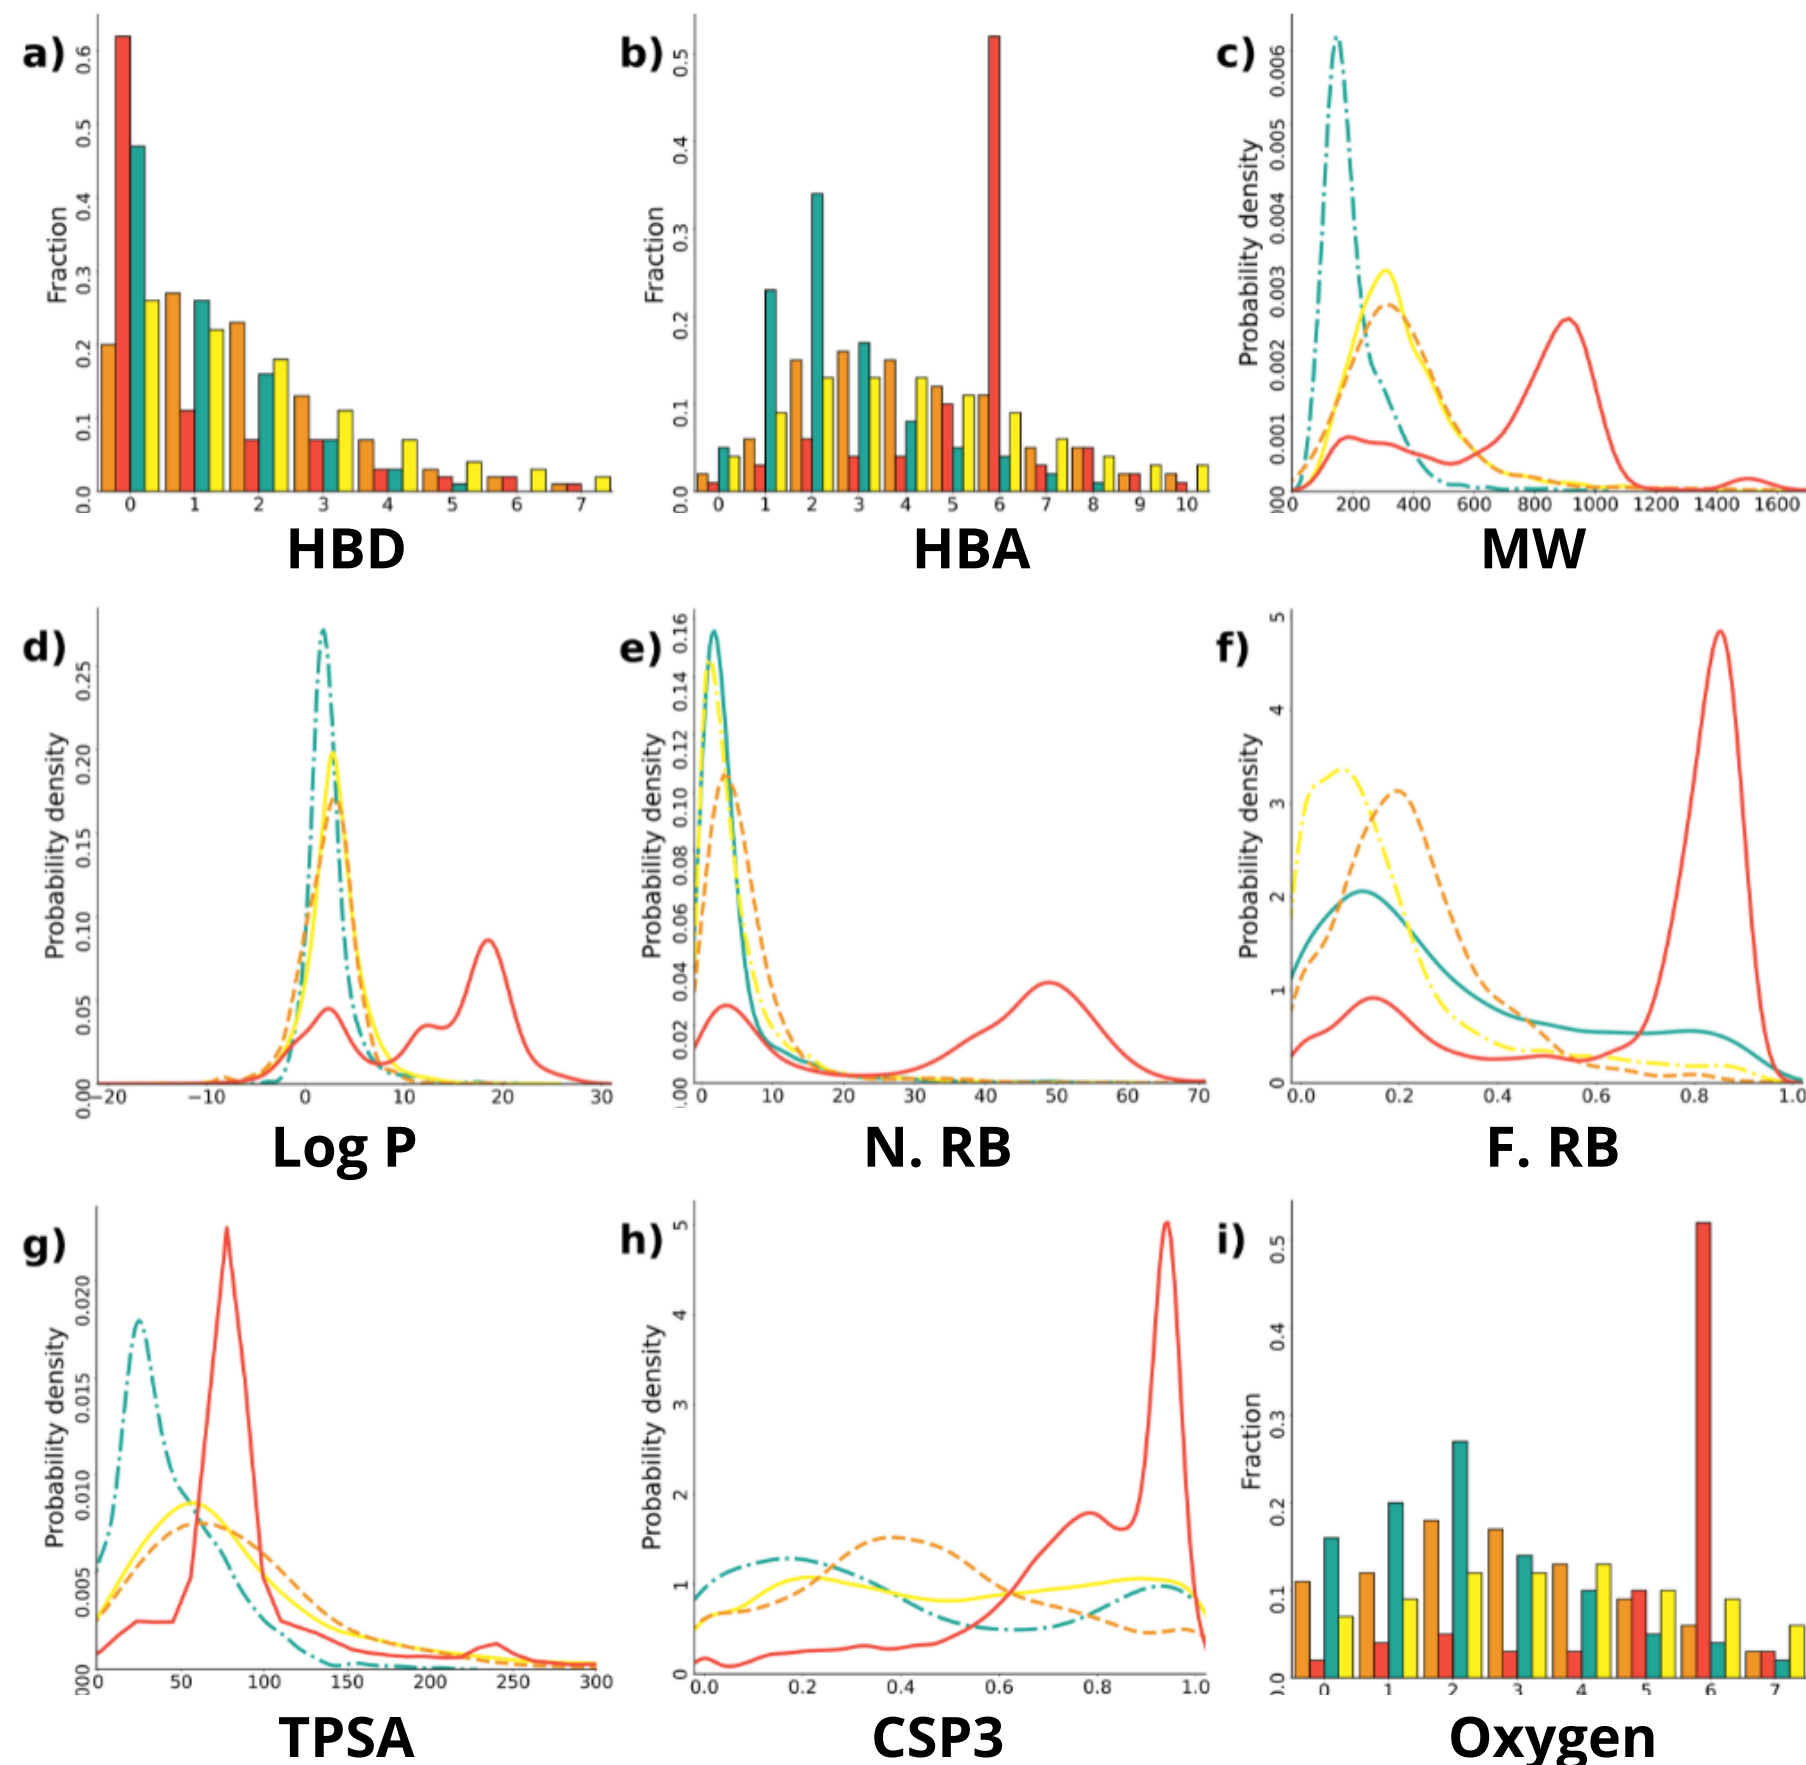 a)
Fraction
0.0 0.1 0.2 0.3 0.4 0.5 0.6
0 1 2 3 4 5 6 7
HBD
b)
Fraction
0.0 0.1 0.2 0.3 0.4 0.5
0 1 2 3 4 5 6 7 8 9 10
HBA
c)
Probability density
000 0.001 0.002 0.003 0.004 0.005 0.006
0 200 400 600 800 1000 1200 1400 1600
MW
d)
Probability density
0.00 0.05 0.10 0.15 0.20 0.25
−20 −10 0 10 20 30
Log P
e)
Probability density
.00 0.02 0.04 0.06 0.08 0.10 0.12 0.14 0.16
0 10 20 30 40 50 60 70
N. RB
f)
Probability density
0 1 2 3 4 5
0.0 0.2 0.4 0.6 0.8 1.0
F. RB
g)
Probability density
000 0.005 0.010 0.015 0.020
0 50 100 150 200 250 300
TPSA
h)
Probability density
0 1 2 3 4 5
0.0 0.2 0.4 0.6 0.8 1.0
CSP3
i)
Fraction
0.0 0.1 0.2 0.3 0.4 0.5
0 1 2 3 4 5 6 7
Oxygen